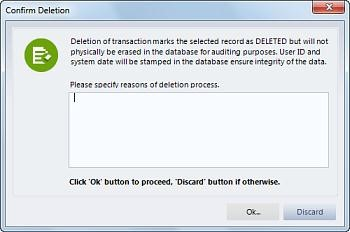 Confirm Deletion
Deletion of transaction marks the selected record as DELETED but will not
physically be erased in the database for auditing purposes. User ID and
system date will be stamped in the database ensure integrity of the data.
Please specify reasons of deletion process.
Click 'Ok' button to proceed, 'Discard' button if otherwise.
Ok...
Discard